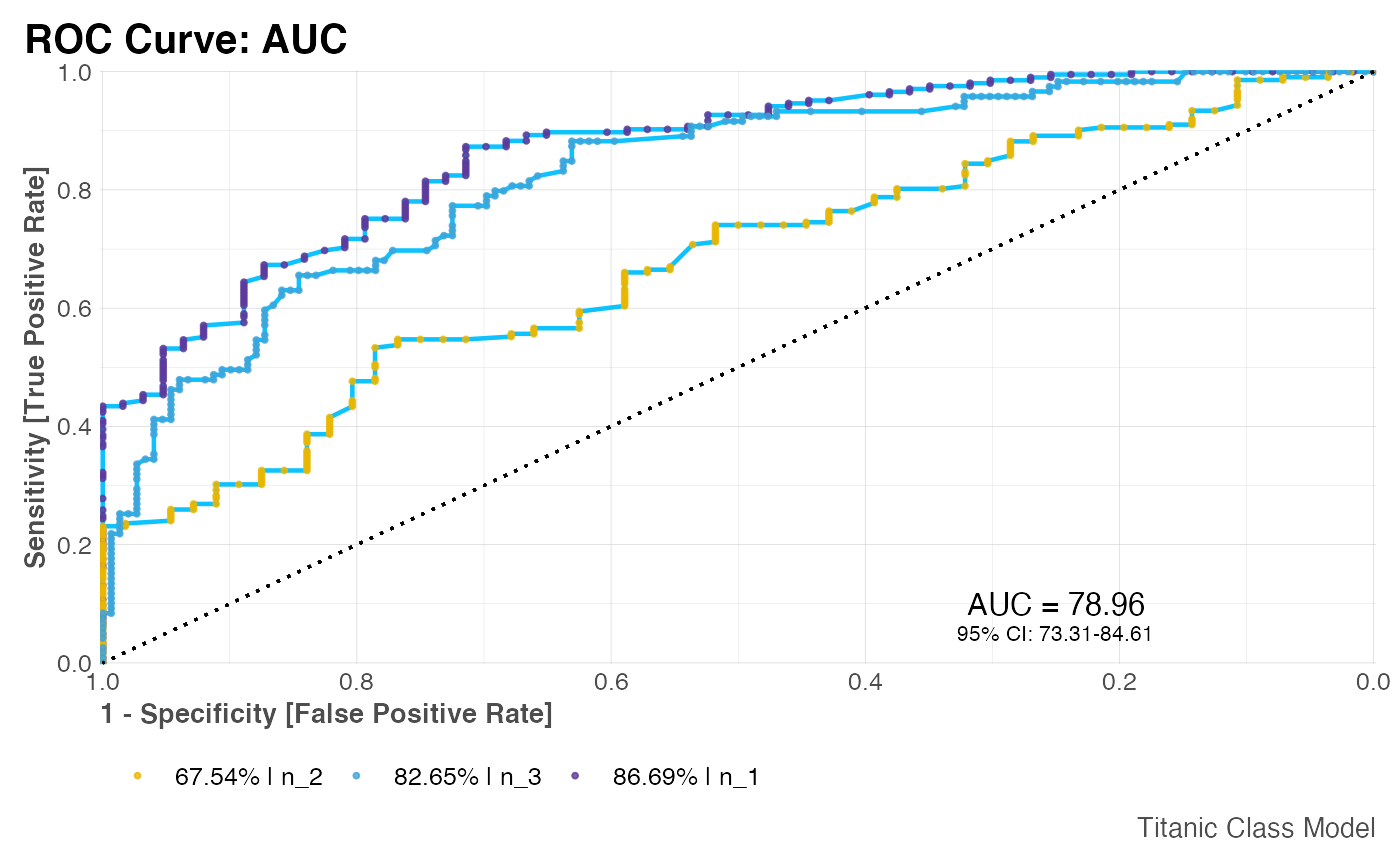 ROC Curve: AUC
Sensitivity [True Positive Rate]
1.0
0.8
0.6
0.4
0.2
0.0
AUC = 78.96
95% CI: 73.31-84.61
1.0 0.8 0.6 0.4 0.2 0.0
1 - Specificity [False Positive Rate]
67.54% | n_2 82.65% | n_3 86.69% | n_1
Titanic Class Model